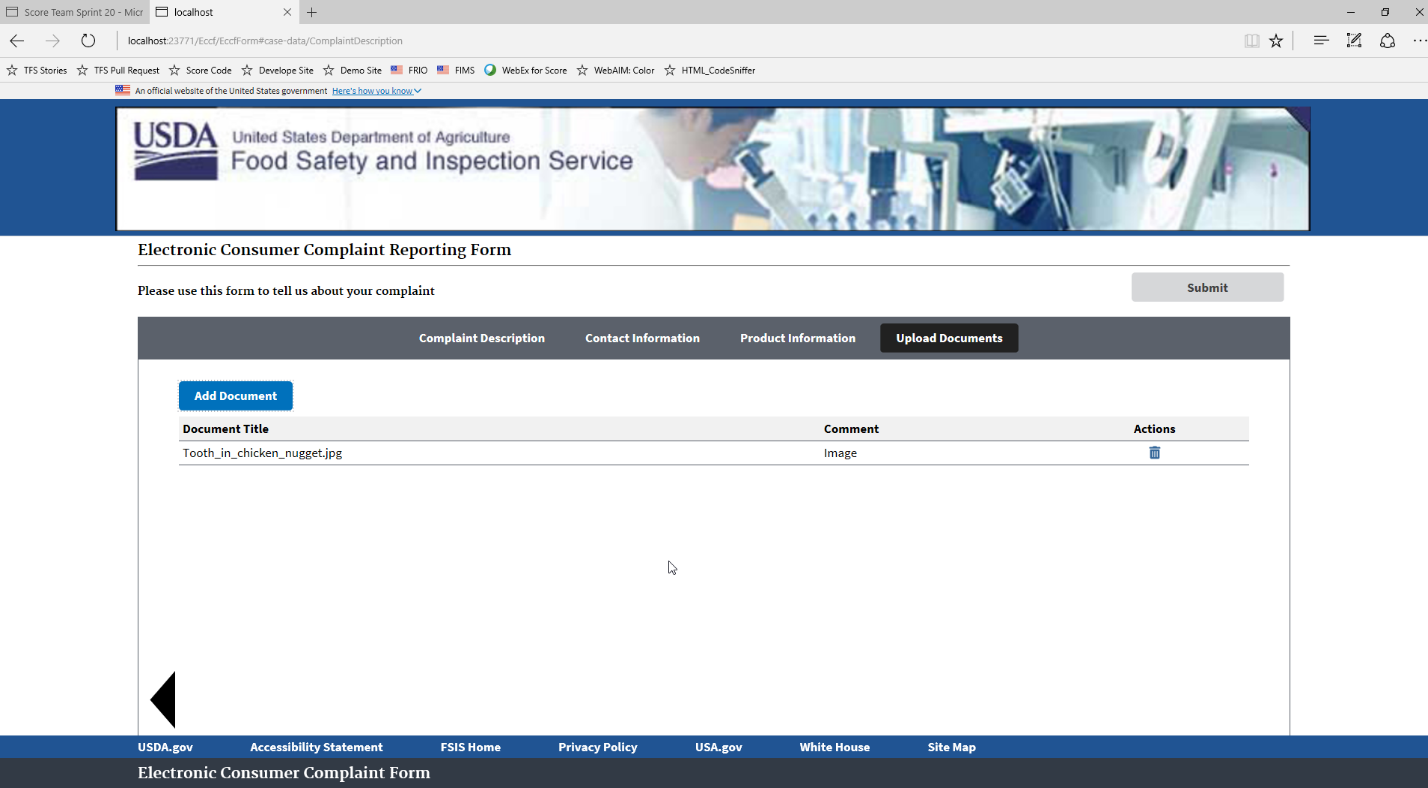 Score Team Sprint 20 - Micr
localhost
localhost:23771/Eccf/EccfForm#case-data/ComplaintDescription
TFS Stories TFS Pull Request Score Code Develope Site Demo Site FRIO FIMS WebEx for Score WebAIM: Color HTML_CodeSniffer
An official website of the United States government Here's how you know
USDA
United States Department of Agriculture
Food Safety and Inspection Service
Electronic Consumer Complaint Reporting Form
Please use this form to tell us about your complaint
Submit
Complaint Description Contact Information Product Information Upload Documents
Add Document
Document Title Comment Actions
Tooth_in_chicken_nugget.jpg Image
USDA.gov Accessibility Statement FSIS Home Privacy Policy USA.gov White House Site Map
Electronic Consumer Complaint Form